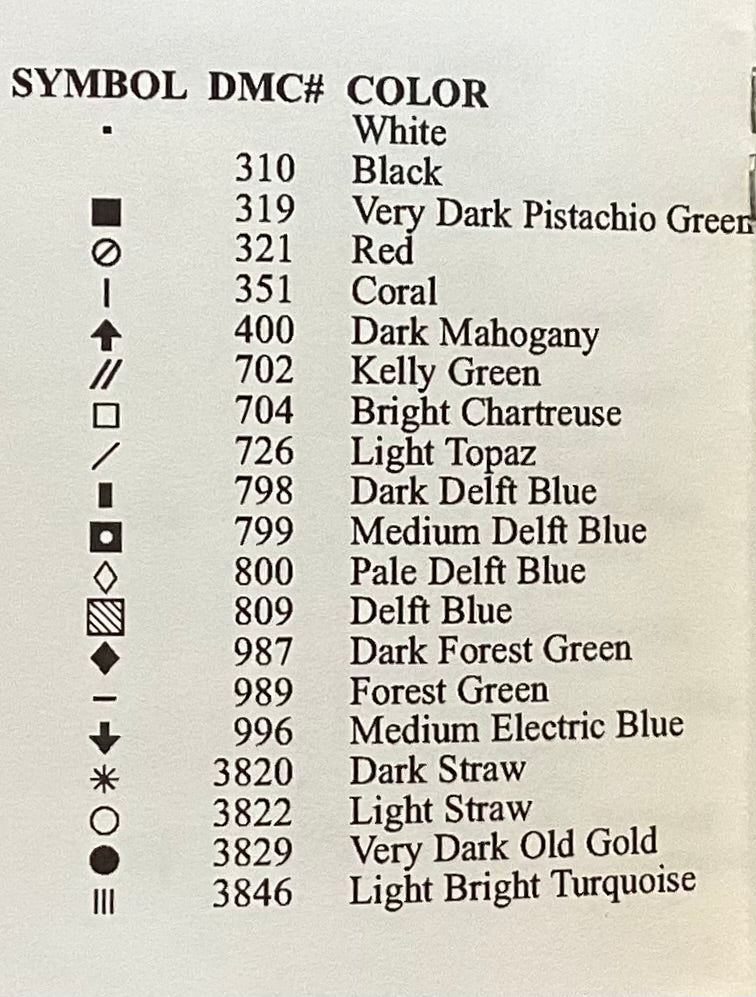 SYMBOL DMC# COLOR
▪ White
310 Black
■ 319 Very Dark Pistachio Green
⊘ 321 Red
| 351 Coral
🡅 400 Dark Mahogany
// 702 Kelly Green
□ 704 Bright Chartreuse
/ 726 Light Topaz
▮ 798 Dark Delft Blue
◘ 799 Medium Delft Blue
◇ 800 Pale Delft Blue
▧ 809 Delft Blue
◆ 987 Dark Forest Green
– 989 Forest Green
🡇 996 Medium Electric Blue
✳ 3820 Dark Straw
○ 3822 Light Straw
● 3829 Very Dark Old Gold
||| 3846 Light Bright Turquoise